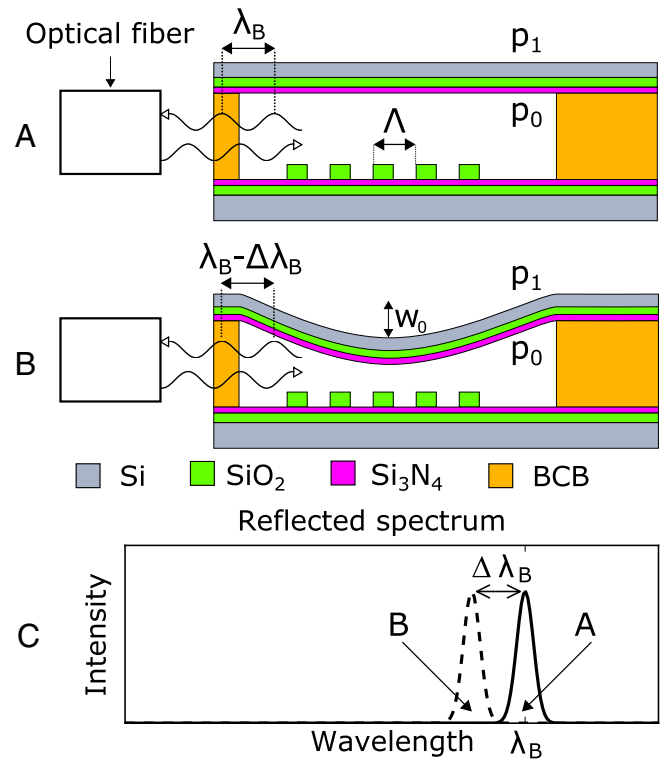 Optical fiber
λB
p1
A
p0
Λ
λB-ΔλB
p1
w0
B
p0
Si
SiO2
Si3N4
BCB
Reflected spectrum
Δ λB
B
A
C
Intensity
Wavelength
λB